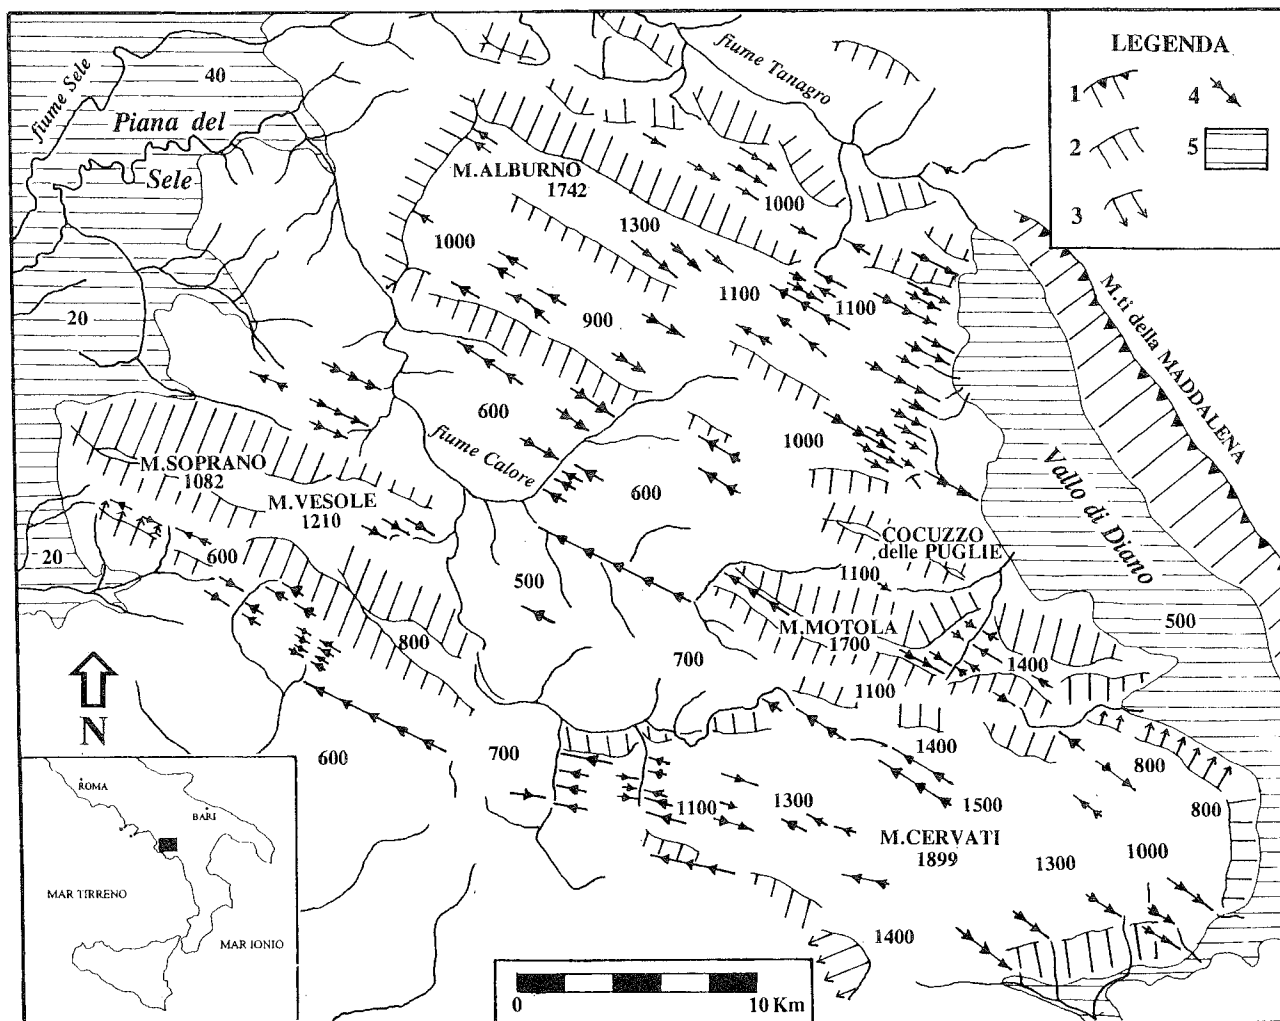 LEGENDA
1
4
2
5
3
fiume Sele
40
Piana del
Sele
fiume Tanagro
M.ALBURNO
1742
1000
1300
1000
1100
1100
900
20
M.ti della MADDALENA
600
fiume Calore
1000
M.SOPRANO
1082
M.VESOLE
1210
600
Vallo di Diano
COCUZZO
delle PUGLIE
1100
20
600
500
500
M.MOTOLA
1700
800
700
1400
1100
N
600
700
1400
800
800
1100
1300
1500
M.CERVATI
1899
1300
1000
1400
ROMA
BARI
MAR TIRRENO
MAR IONIO
0
10 Km